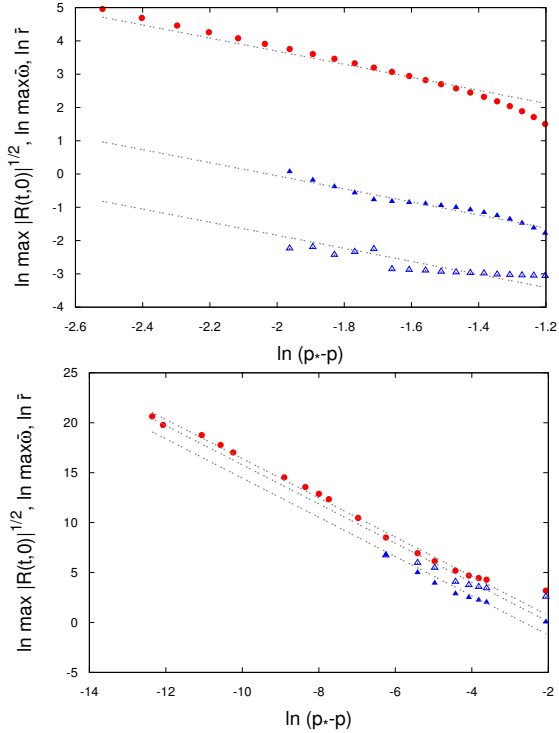 5
4
3
2
1
0
-1
-2
-3
-4
-2.6 -2.4 -2.2 -2 -1.8 -1.6 -1.4 -1.2
ln max |R(t,0)|^{1/2}, ln maxω̄, ln r̄
ln (p*-p)
25
20
15
10
5
0
-5
-14 -12 -10 -8 -6 -4 -2
ln max |R(t,0)|^{1/2}, ln maxω̄, ln r̄
ln (p*-p)